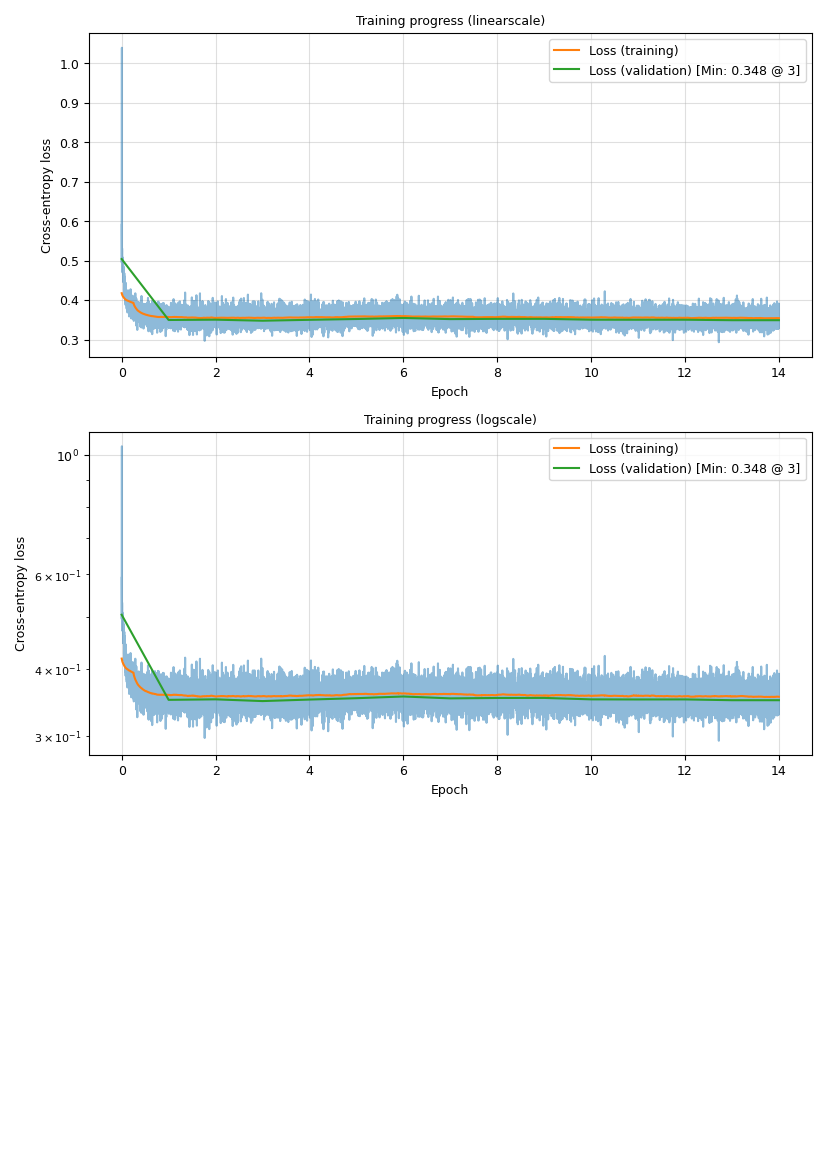 Training progress (linearscale)
Loss (training)
Loss (validation) [Min: 0.348 @ 3]
Cross-entropy loss
1.0
0.9
0.8
0.7
0.6
0.5
0.4
0.3
0 2 4 6 8 10 12 14
Epoch
Training progress (logscale)
Loss (training)
Loss (validation) [Min: 0.348 @ 3]
Cross-entropy loss
10⁰
6 × 10⁻¹
4 × 10⁻¹
3 × 10⁻¹
0 2 4 6 8 10 12 14
Epoch